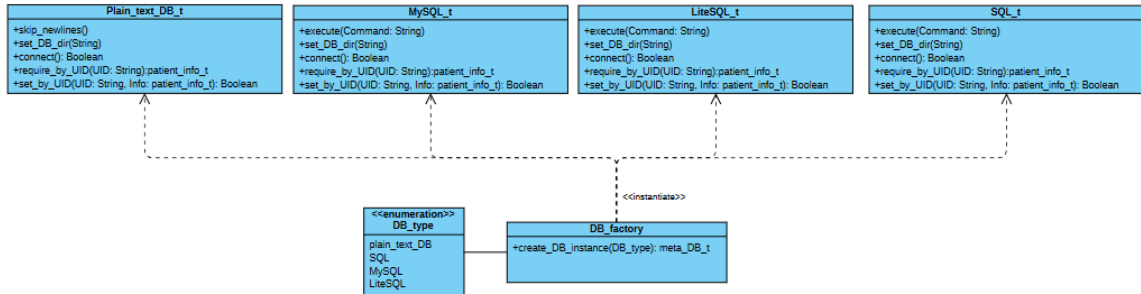 Plain_text_DB_t
+skip_newlines()
+set_DB_dir(String)
+connect(): Boolean
+require_by_UID(UID: String):patient_info_t
+set_by_UID(UID: String, Info: patient_info_t): Boolean
MySQL_t
+execute(Command: String)
+set_DB_dir(String)
+connect(): Boolean
+require_by_UID(UID: String):patient_info_t
+set_by_UID(UID: String, Info: patient_info_t): Boolean
LiteSQL_t
+execute(Command: String)
+set_DB_dir(String)
+connect(): Boolean
+require_by_UID(UID: String):patient_info_t
+set_by_UID(UID: String, Info: patient_info_t): Boolean
SQL_t
+execute(Command: String)
+set_DB_dir(String)
+connect(): Boolean
+require_by_UID(UID: String):patient_info_t
+set_by_UID(UID: String, Info: patient_info_t): Boolean
<<instantiate>>
<<enumeration>>
DB_type
plain_text_DB
SQL
MySQL
LiteSQL
DB_factory
+create_DB_instance(DB_type): meta_DB_t